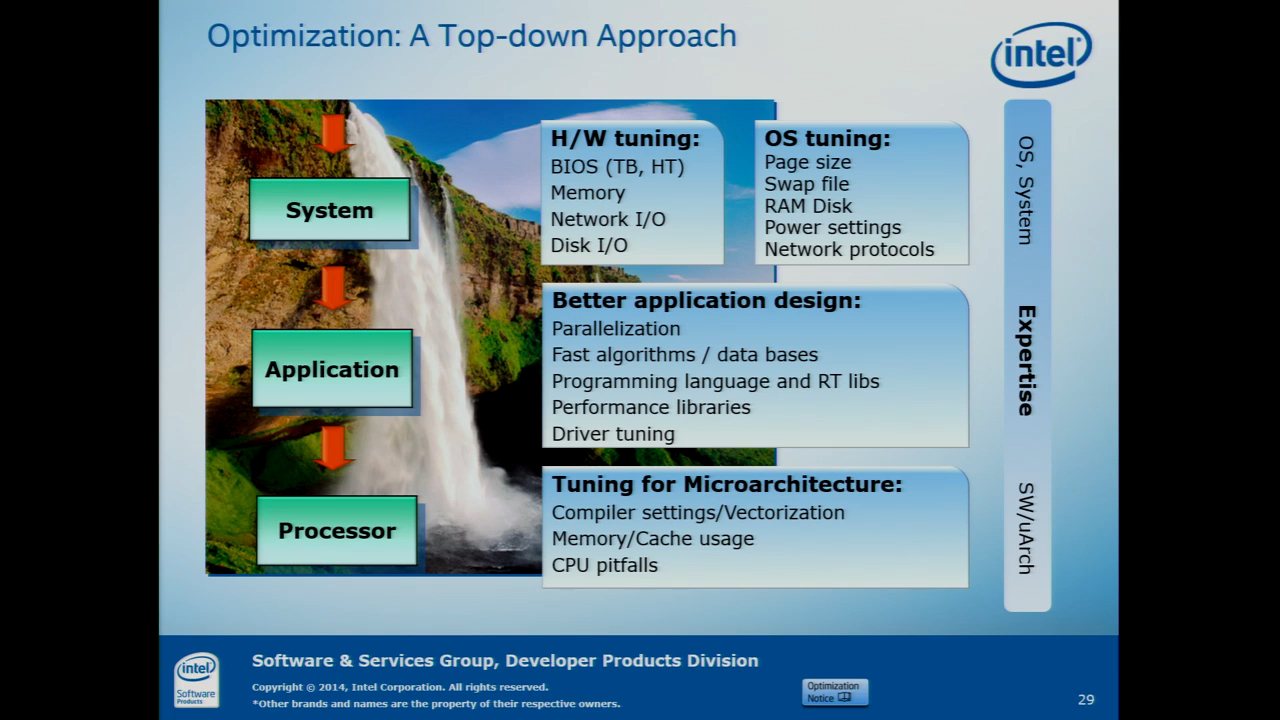 Optimization: A Top-down Approach
intel
System
Application
Processor
H/W tuning:
BIOS (TB, HT)
Memory
Network I/O
Disk I/O
OS tuning:
Page size
Swap file
RAM Disk
Power settings
Network protocols
Better application design:
Parallelization
Fast algorithms / data bases
Programming language and RT libs
Performance libraries
Driver tuning
Tuning for Microarchitecture:
Compiler settings/Vectorization
Memory/Cache usage
CPU pitfalls
OS, System
Expertise
SW/uArch
intel
Software
Products
Software & Services Group, Developer Products Division
Copyright © 2014, Intel Corporation. All rights reserved.
*Other brands and names are the property of their respective owners.
Optimization
Notice
29